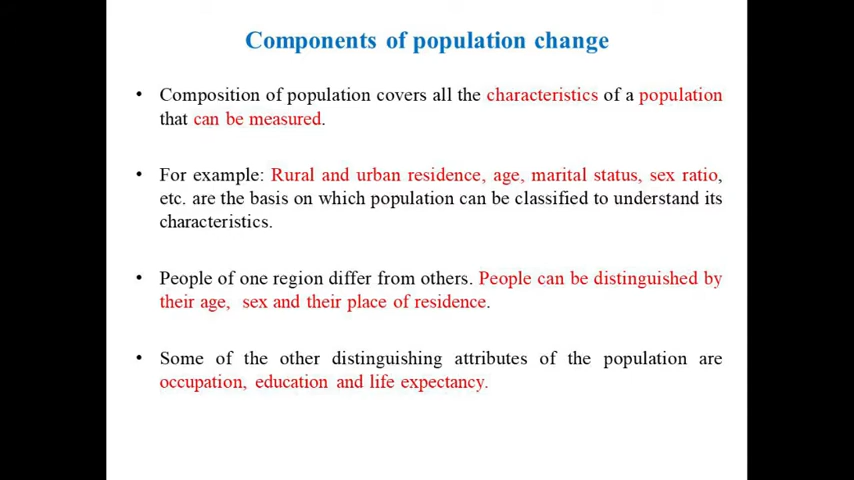 Components of population change
• Composition of population covers all the characteristics of a population
that can be measured.
• For example: Rural and urban residence, age, marital status, sex ratio,
etc. are the basis on which population can be classified to understand its
characteristics.
• People of one region differ from others. People can be distinguished by
their age, sex and their place of residence.
• Some of the other distinguishing attributes of the population are
occupation, education and life expectancy.